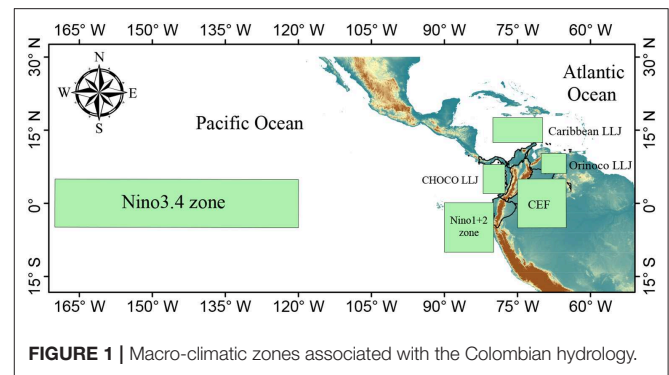 165° W 150° W 135° W 120° W 105° W 90° W 75° W 60° W
30° N
15° N
0°
15° S
N
W E
S
Pacific Ocean
Atlantic
Ocean
Caribbean LLJ
Orinoco LLJ
CHOCO LLJ
CEF
Nino3.4 zone
Nino1+2
zone
30° N
15° N
0°
15° S
165° W 150° W 135° W 120° W 105° W 90° W 75° W 60° W
FIGURE 1 | Macro-climatic zones associated with the Colombian hydrology.